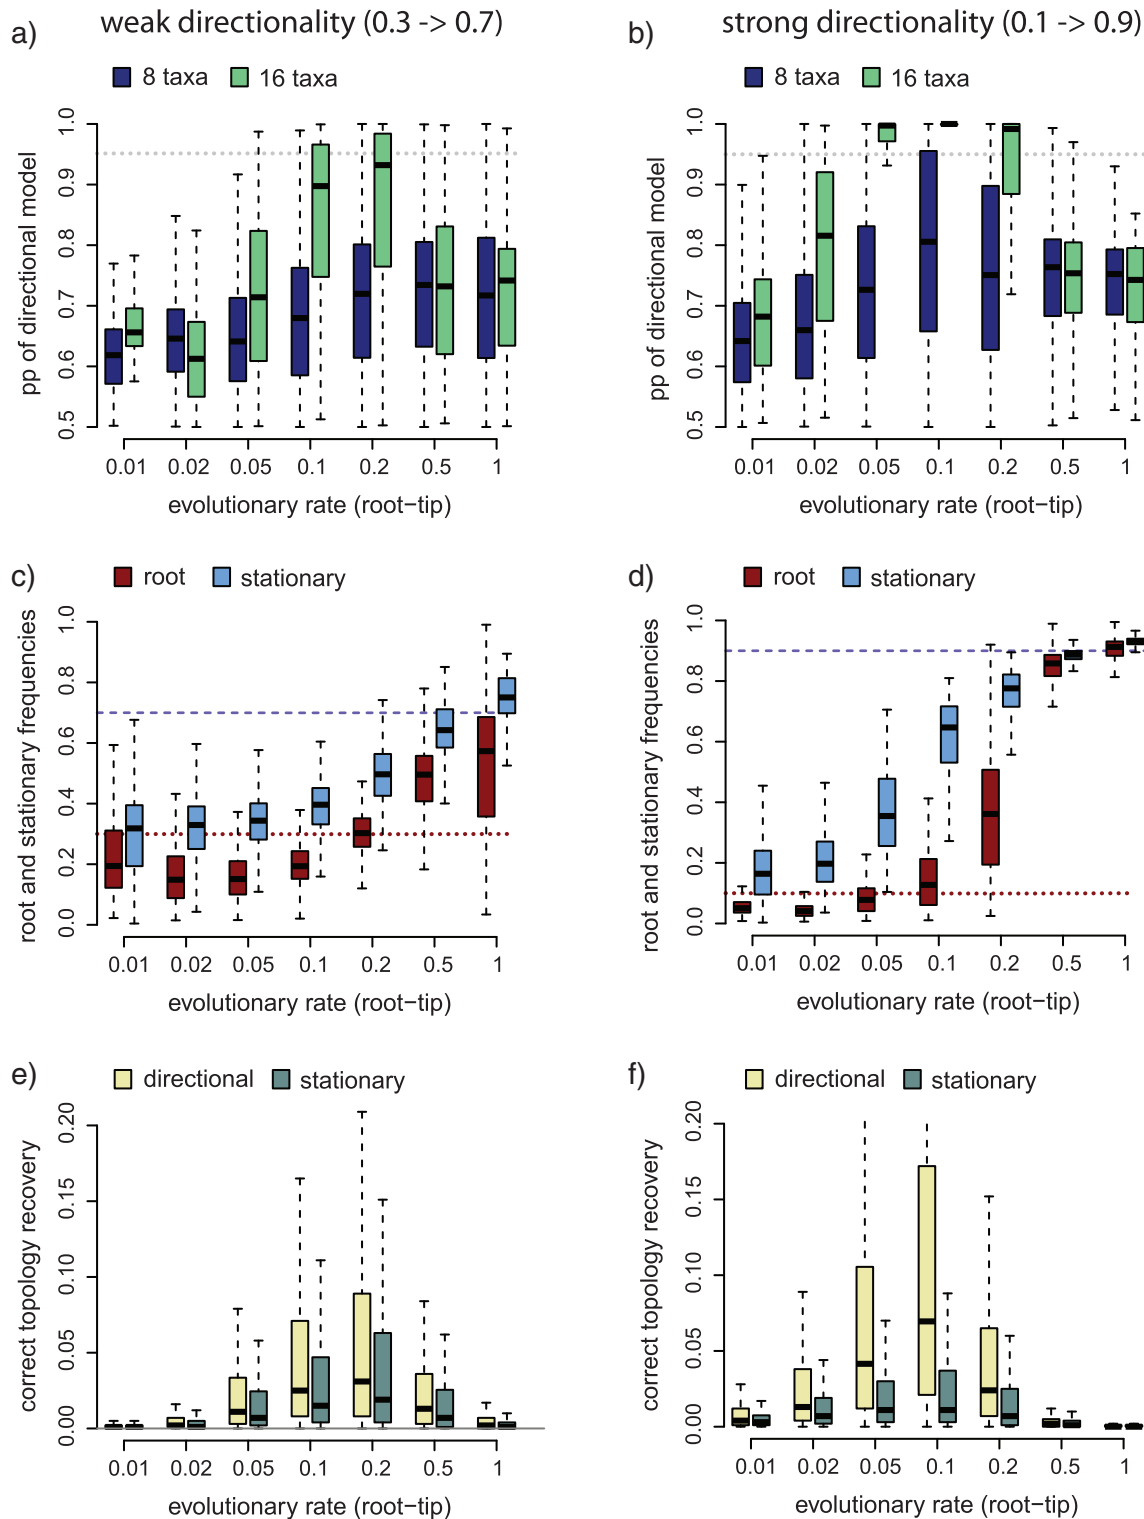 weak directionality (0.3 -> 0.7)
strong directionality (0.1 -> 0.9)
a)
8 taxa 16 taxa
pp of directional model
0.5 0.6 0.7 0.8 0.9 1.0
0.01 0.02 0.05 0.1 0.2 0.5 1
evolutionary rate (root−tip)
b)
8 taxa 16 taxa
pp of directional model
0.5 0.6 0.7 0.8 0.9 1.0
0.01 0.02 0.05 0.1 0.2 0.5 1
evolutionary rate (root−tip)
c)
root stationary
root and stationary frequencies
0.0 0.2 0.4 0.6 0.8 1.0
0.01 0.02 0.05 0.1 0.2 0.5 1
evolutionary rate (root−tip)
d)
root stationary
root and stationary frequencies
0.0 0.2 0.4 0.6 0.8 1.0
0.01 0.02 0.05 0.1 0.2 0.5 1
evolutionary rate (root−tip)
e)
directional stationary
correct topology recovery
0.00 0.05 0.10 0.15 0.20
0.01 0.02 0.05 0.1 0.2 0.5 1
evolutionary rate (root−tip)
f)
directional stationary
correct topology recovery
0.00 0.05 0.10 0.15 0.20
0.01 0.02 0.05 0.1 0.2 0.5 1
evolutionary rate (root−tip)